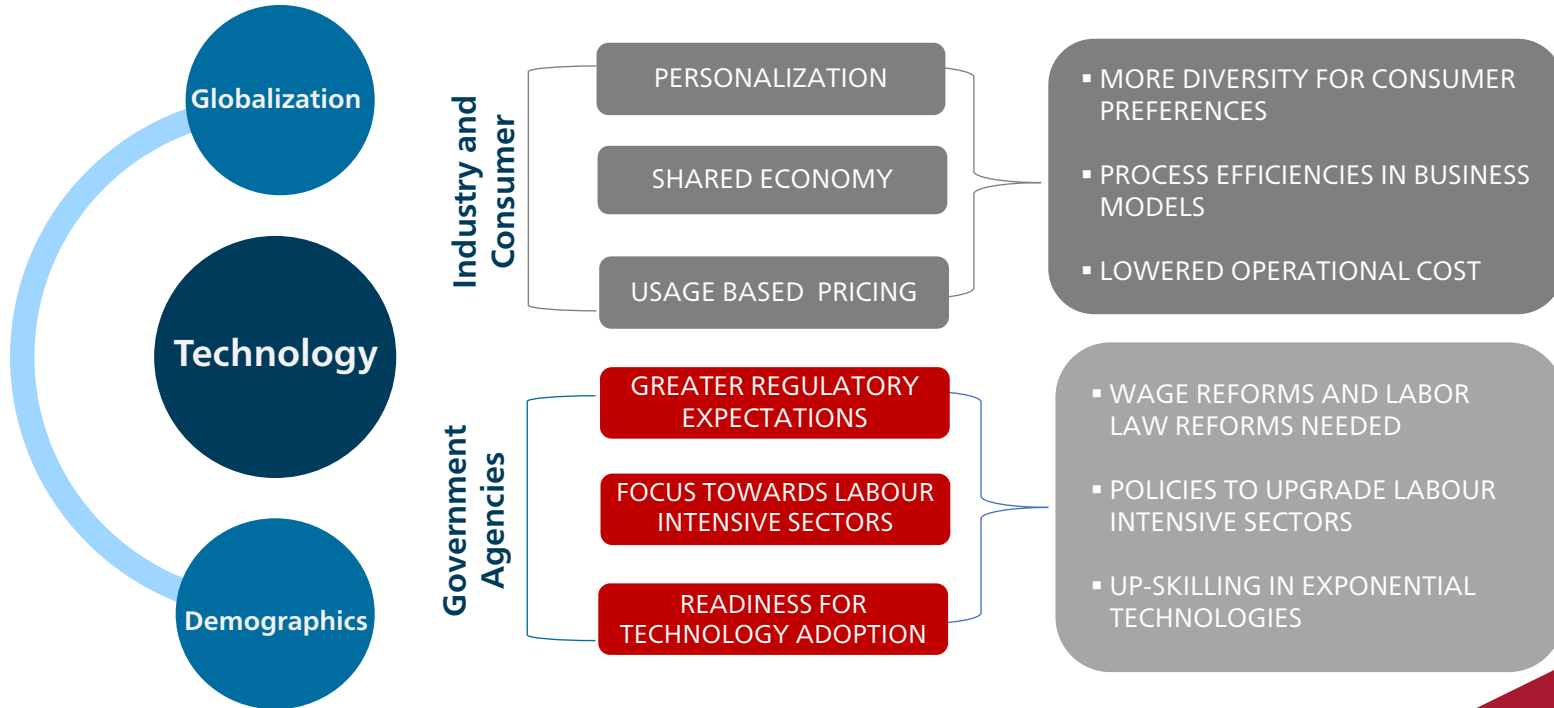 Globalization
Technology
Demographics
Industry and
Consumer
PERSONALIZATION
SHARED ECONOMY
USAGE BASED  PRICING
▪ MORE DIVERSITY FOR CONSUMER
PREFERENCES
▪ PROCESS EFFICIENCIES IN BUSINESS
MODELS
▪ LOWERED OPERATIONAL COST
Government
Agencies
GREATER REGULATORY
EXPECTATIONS
FOCUS TOWARDS LABOUR
INTENSIVE SECTORS
READINESS FOR
TECHNOLOGY ADOPTION
▪ WAGE REFORMS AND LABOR
LAW REFORMS NEEDED
▪ POLICIES TO UPGRADE LABOUR
INTENSIVE SECTORS
▪ UP-SKILLING IN EXPONENTIAL
TECHNOLOGIES